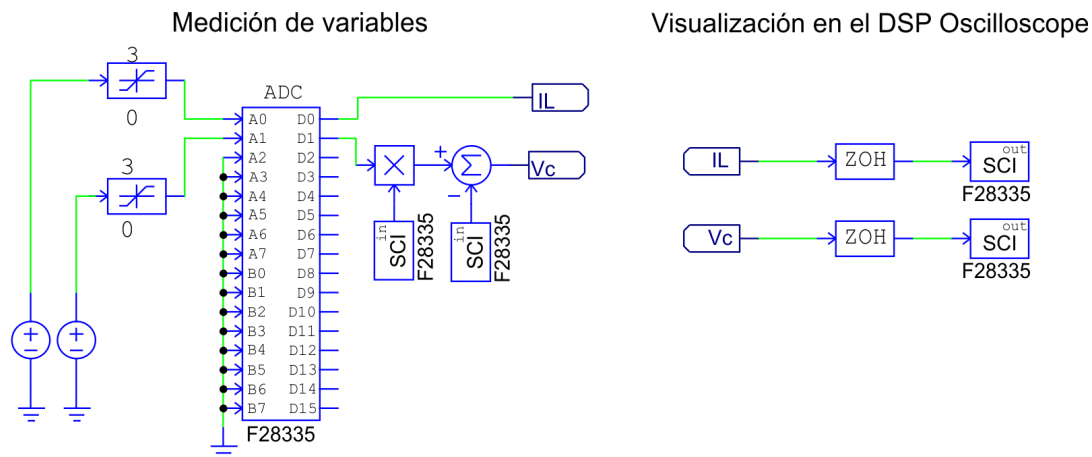 Medición de variables
Visualización en el DSP Oscilloscope
3
0
3
0
ADC
A0 D0
A1 D1
A2 D2
A3 D3
A4 D4
A5 D5
A6 D6
A7 D7
B0 D8
B1 D9
B2 D10
B3 D11
B4 D12
B5 D13
B6 D14
B7 D15
F28335
IL
Vc
in
SCI
F28335
in
SCI
F28335
IL
ZOH
out
SCI
F28335
Vc
ZOH
out
SCI
F28335